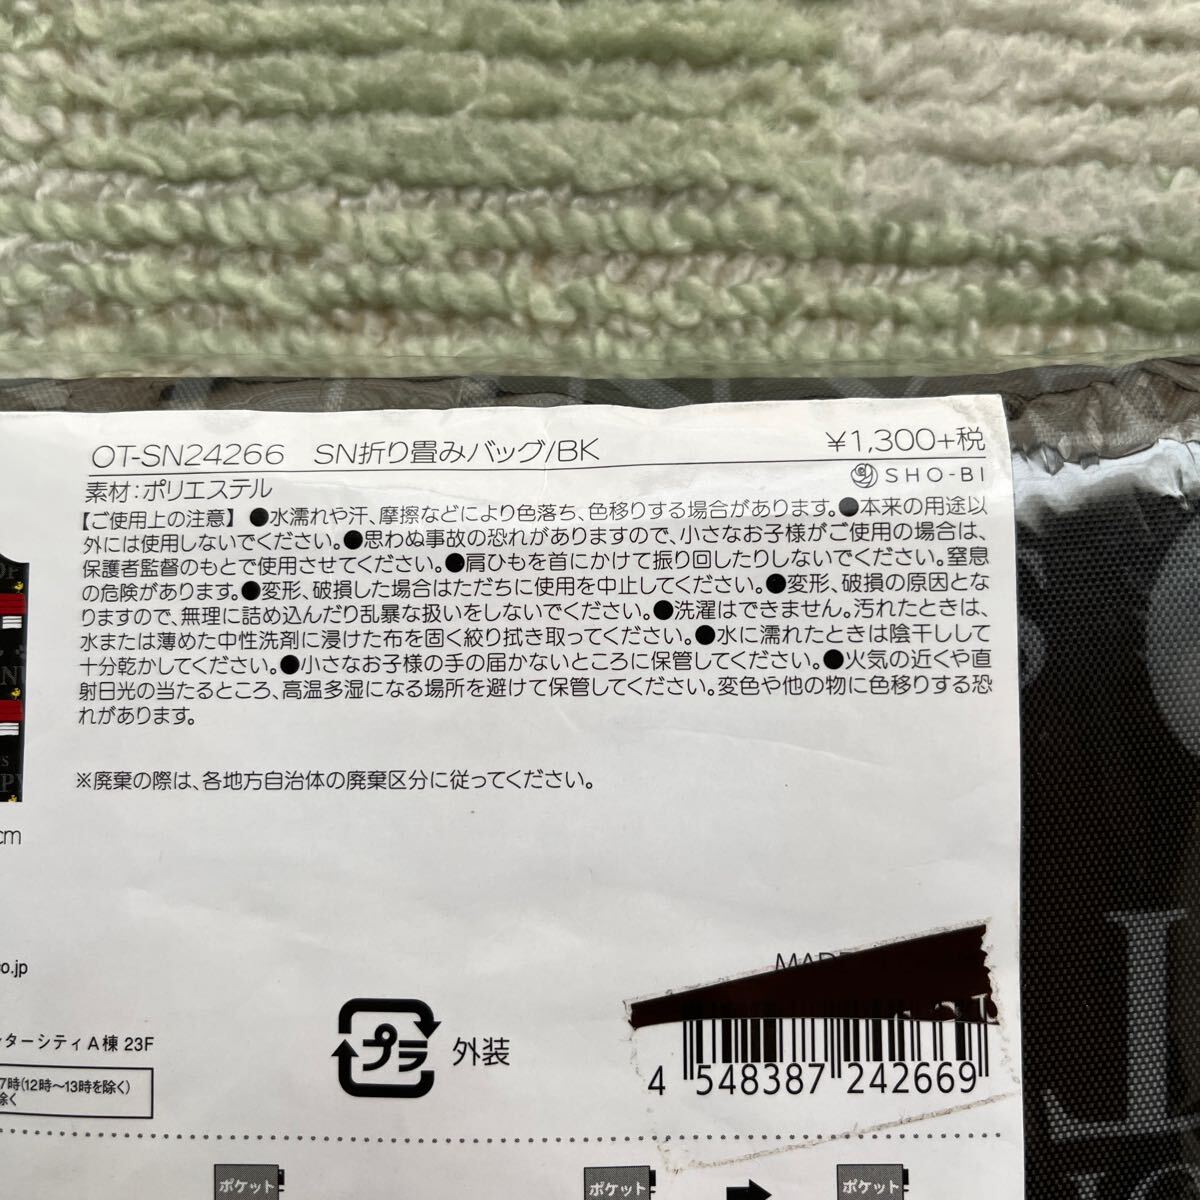 OT-SN24266 SN折り畳みバッグ/BK ¥1,300+税
素材:ポリエステル SHO-BI
【ご使用上の注意】●水濡れや汗、摩擦などにより色落ち、色移りする場合があります。●本来の用途以
外には使用しないでください。●思わぬ事故の恐れがありますので、小さなお子様がご使用の場合は、
保護者監督のもとで使用させてください。●肩ひもを首にかけて振り回したりしないでください。窒息
の危険があります。●変形、破損した場合はただちに使用を中止してください。●変形、破損の原因とな
りますので、無理に詰め込んだり乱暴な扱いをしないでください。●洗濯はできません。汚れたときは、
水または薄めた中性洗剤に浸けた布を固く絞り拭き取ってください。●水に濡れたときは陰干しして
十分乾かしてください。●小さなお子様の手の届かないところに保管してください。●火気の近くや直
射日光の当たるところ、高温多湿になる場所を避けて保管してください。変色や他の物に色移りする恐
れがあります。
※廃棄の際は、各地方自治体の廃棄区分に従ってください。
cm
co.jp
ターシティA棟 23F
7時(12時〜13時を除く)
除く
プラ 外装
4 548387 242669
ポケット ポケット ポケット